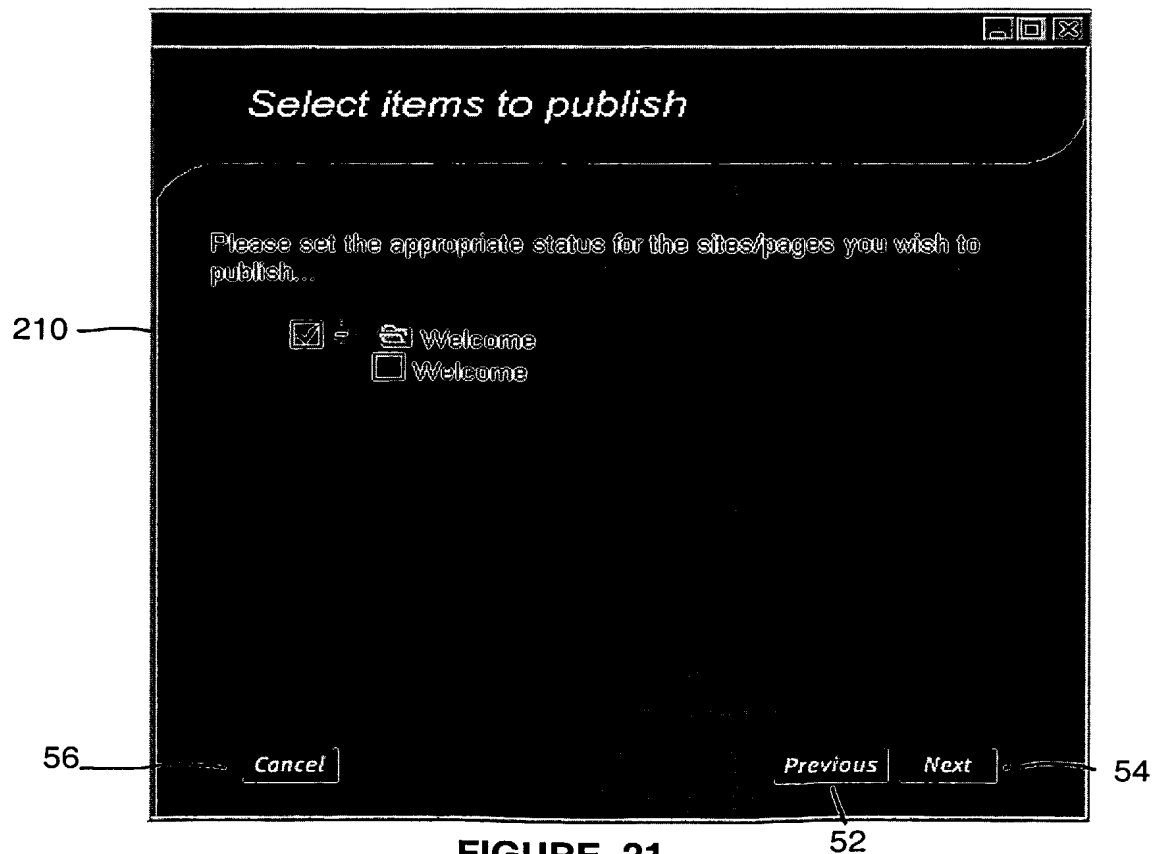 Select items to publish
Please set the appropriate status for the sites/pages you wish to
publish...
210
Welcome
Welcome
56
Cancel
Previous
Next
54
52
FIGURE 21